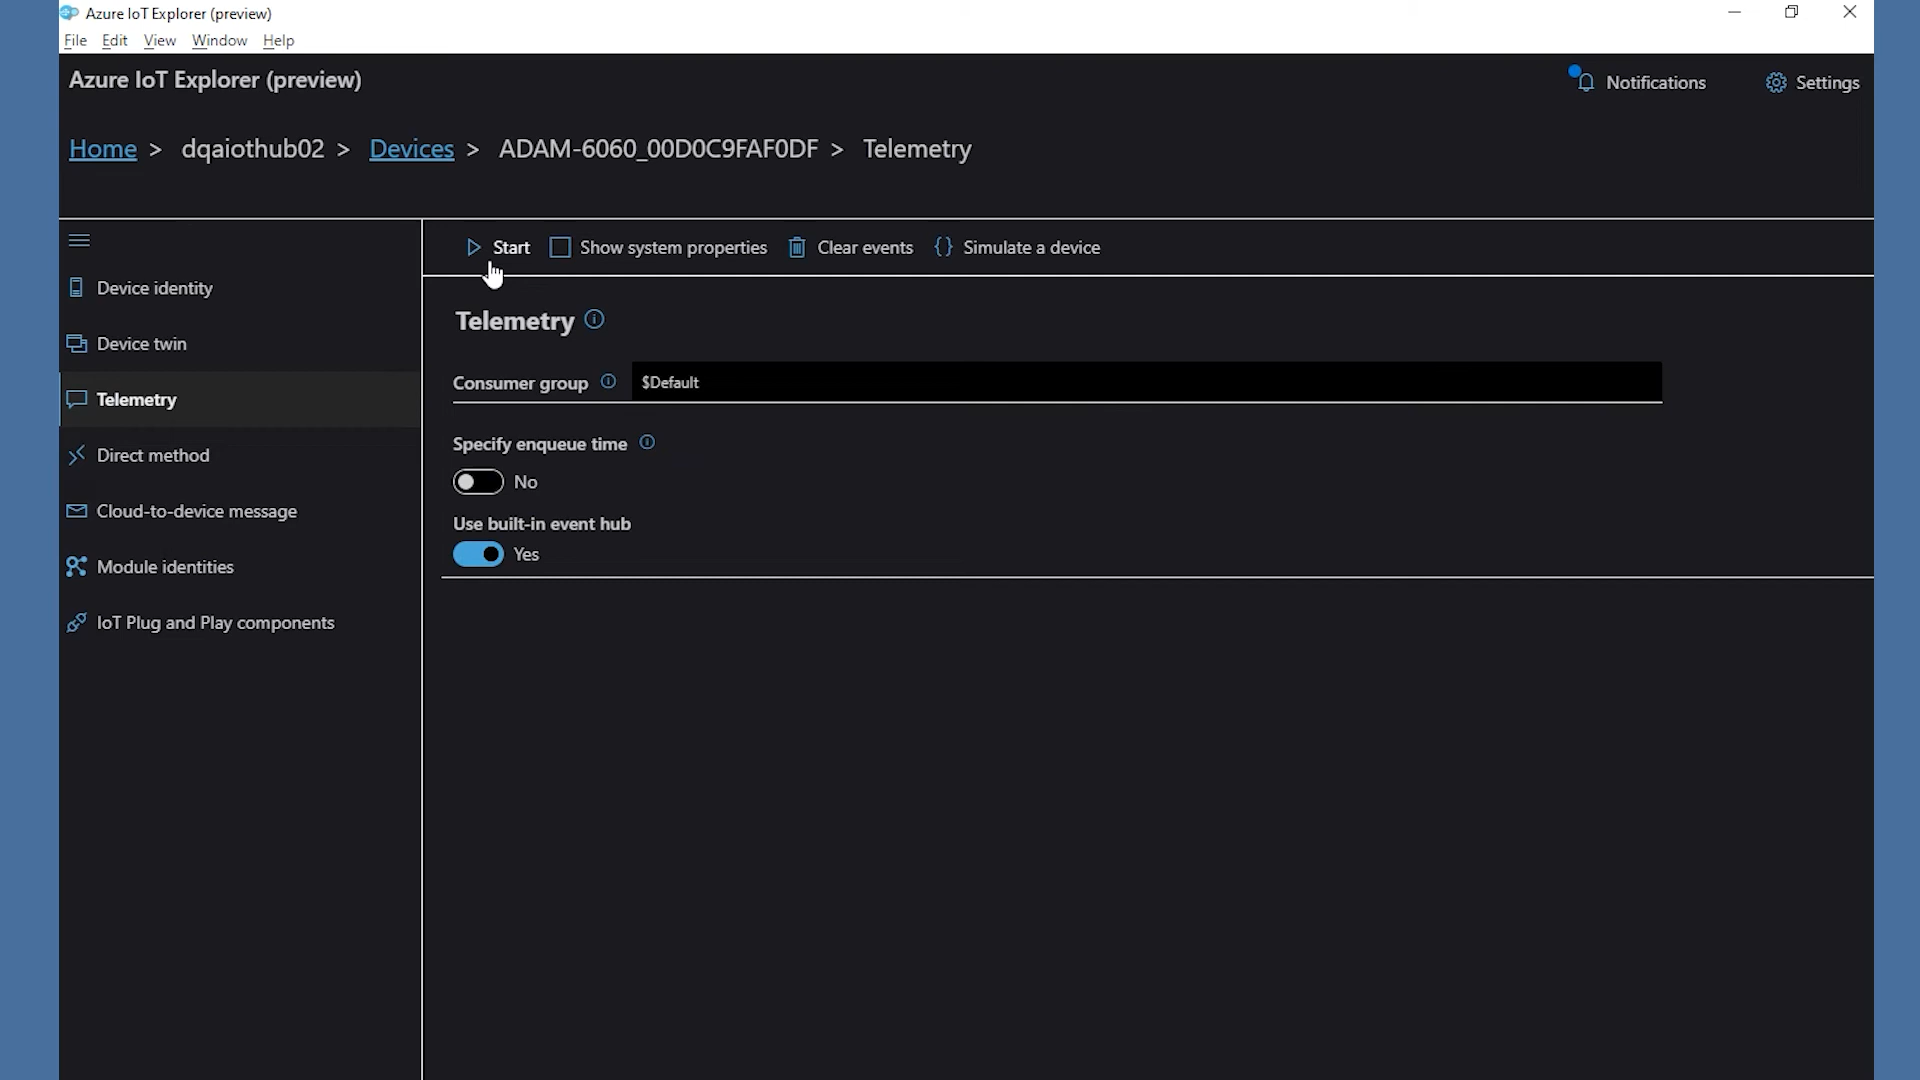 Azure IoT Explorer (preview)
File Edit View Window Help
Azure IoT Explorer (preview)
Notifications
Settings
Home > dqaiothub02 > Devices > ADAM-6060_00D0C9FAF0DF > Telemetry
Start Show system properties Clear events {} Simulate a device
Device identity
Device twin
Telemetry
Direct method
Cloud-to-device message
Module identities
IoT Plug and Play components
Telemetry
Consumer group $Default
Specify enqueue time
No
Use built-in event hub
Yes